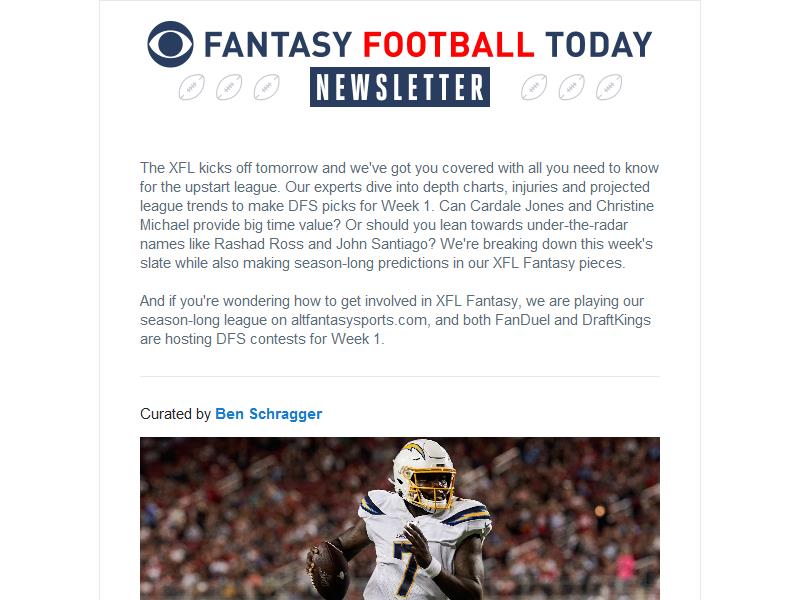 FANTASY FOOTBALL TODAY
NEWSLETTER
The XFL kicks off tomorrow and we've got you covered with all you need to know
for the upstart league. Our experts dive into depth charts, injuries and projected
league trends to make DFS picks for Week 1. Can Cardale Jones and Christine
Michael provide big time value? Or should you lean towards under-the-radar
names like Rashad Ross and John Santiago? We're breaking down this week's
slate while also making season-long predictions in our XFL Fantasy pieces.
And if you're wondering how to get involved in XFL Fantasy, we are playing our
season-long league on altfantasysports.com, and both FanDuel and DraftKings
are hosting DFS contests for Week 1.
Curated by Ben Schragger
7